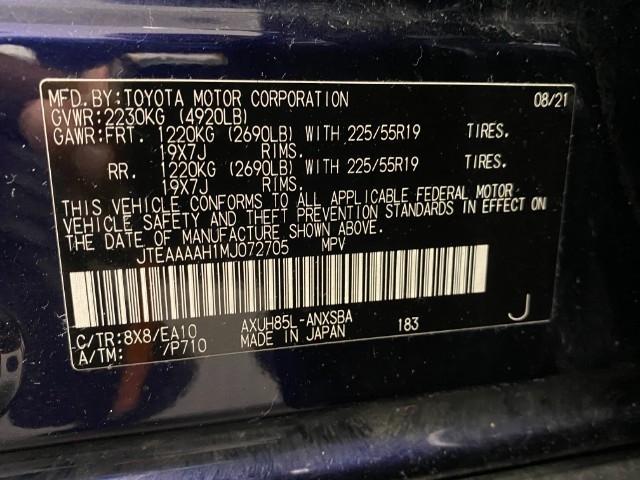 MFD.BY:TOYOTA MOTOR CORPORATION 08/21
GVWR:2230KG (4920LB)
GAWR:FRT. 1220KG (2690LB) WITH 225/55R19 TIRES.
19X7J RIMS.
RR. 1220KG (2690LB) WITH 225/55R19 TIRES.
19X7J RIMS.
THIS VEHICLE CONFORMS TO ALL APPLICABLE FEDERAL MOTOR
VEHICLE SAFETY AND THEFT PREVENTION STANDARDS IN EFFECT ON
THE DATE OF MANUFACTURE SHOWN ABOVE.
JTEAAAAH1MJ072705 MPV
C/TR:8X8/EA10 AXUH85L-ANXSBA 183 J
A/TM: /P710 MADE IN JAPAN